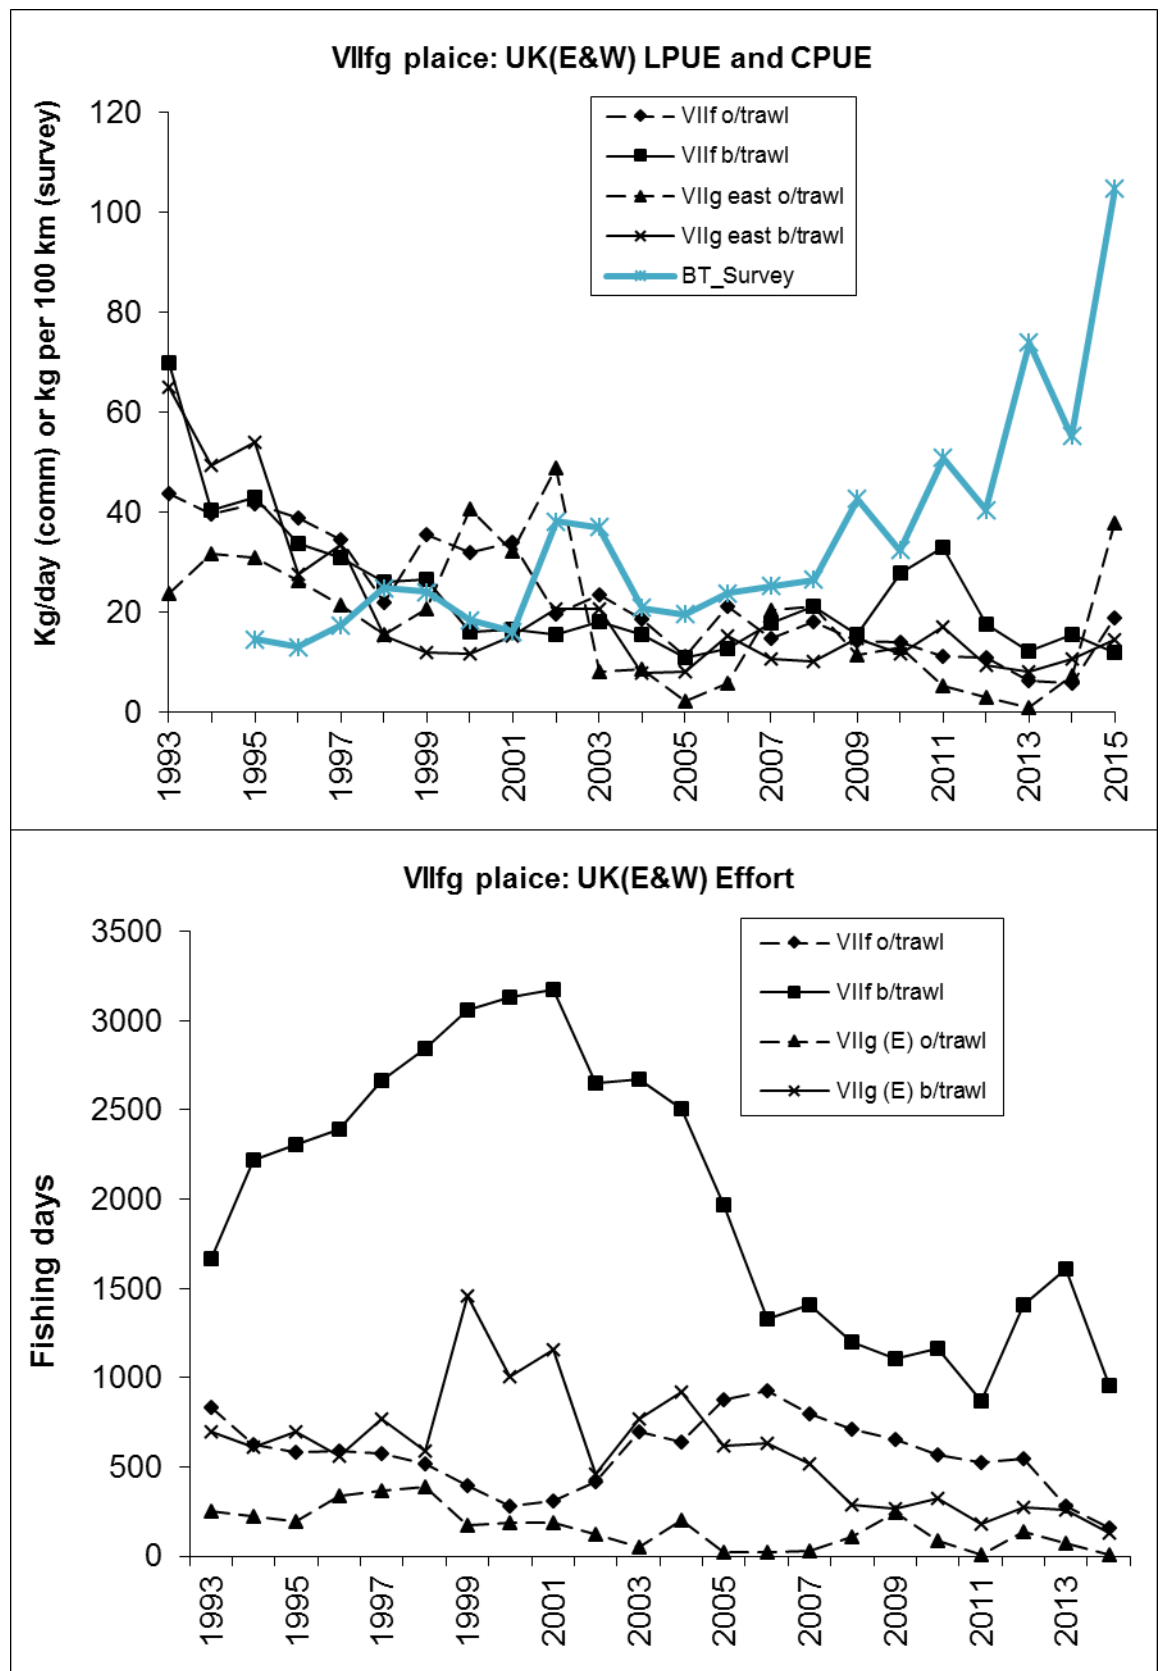 VIIfg plaice: UK(E&W) LPUE and CPUE
Kg/day (comm) or kg per 100 km (survey)
120
100
80
60
40
20
0
VIIf o/trawl
VIIf b/trawl
VIIg east o/trawl
VIIg east b/trawl
BT_Survey
1993
1995
1997
1999
2001
2003
2005
2007
2009
2011
2013
2015
VIIfg plaice: UK(E&W) Effort
Fishing days
3500
3000
2500
2000
1500
1000
500
0
VIIf o/trawl
VIIf b/trawl
VIIg (E) o/trawl
VIIg (E) b/trawl
1993
1995
1997
1999
2001
2003
2005
2007
2009
2011
2013